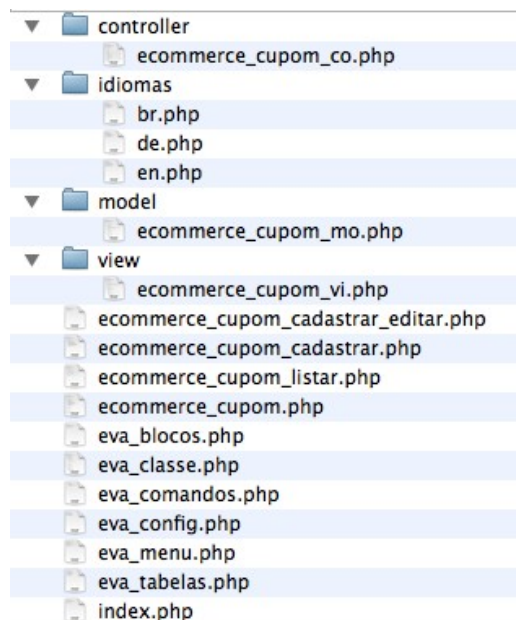 controller
ecommerce_cupom_co.php
idiomas
br.php
de.php
en.php
model
ecommerce_cupom_mo.php
view
ecommerce_cupom_vi.php
ecommerce_cupom_cadastrar_editar.php
ecommerce_cupom_cadastrar.php
ecommerce_cupom_listar.php
ecommerce_cupom.php
eva_blocos.php
eva_classe.php
eva_comandos.php
eva_config.php
eva_menu.php
eva_tabelas.php
index.php